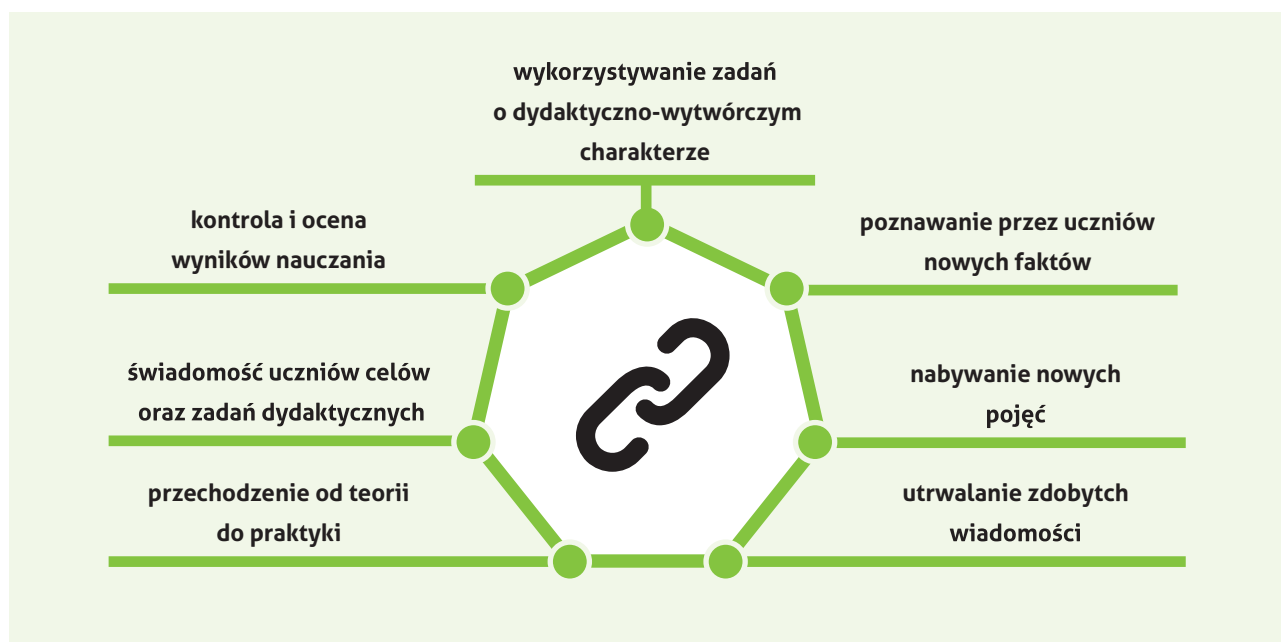 wykorzystywanie zadań
o dydaktyczno-wytwórczym
charakterze
kontrola i ocena
wyników nauczania
poznawanie przez uczniów
nowych faktów
świadomość uczniów celów
oraz zadań dydaktycznych
nabywanie nowych
pojęć
przechodzenie od teorii
do praktyki
utrwalanie zdobytch
wiadomości